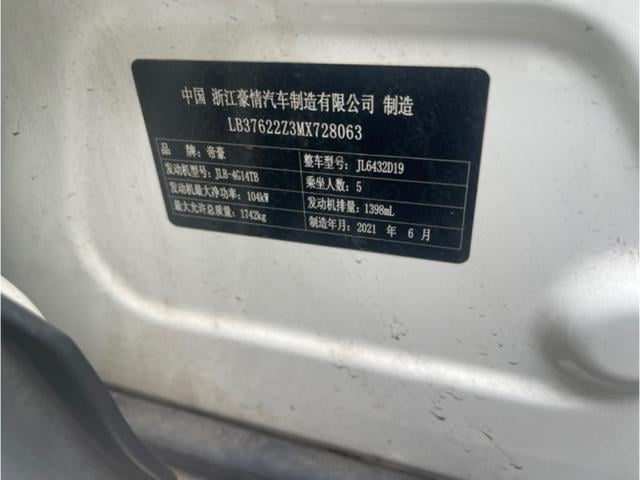 中国 浙江豪情汽车制造有限公司 制造
LB37622Z3MX728063
品 牌：帝豪 整车型号：JL6432D19
发动机型号：JLB-4G14TB 乘坐人数：5
发动机最大净功率：104kW 发动机排量：1398mL
最大允许总质量：1742kg 制造年月：2021 年 6 月